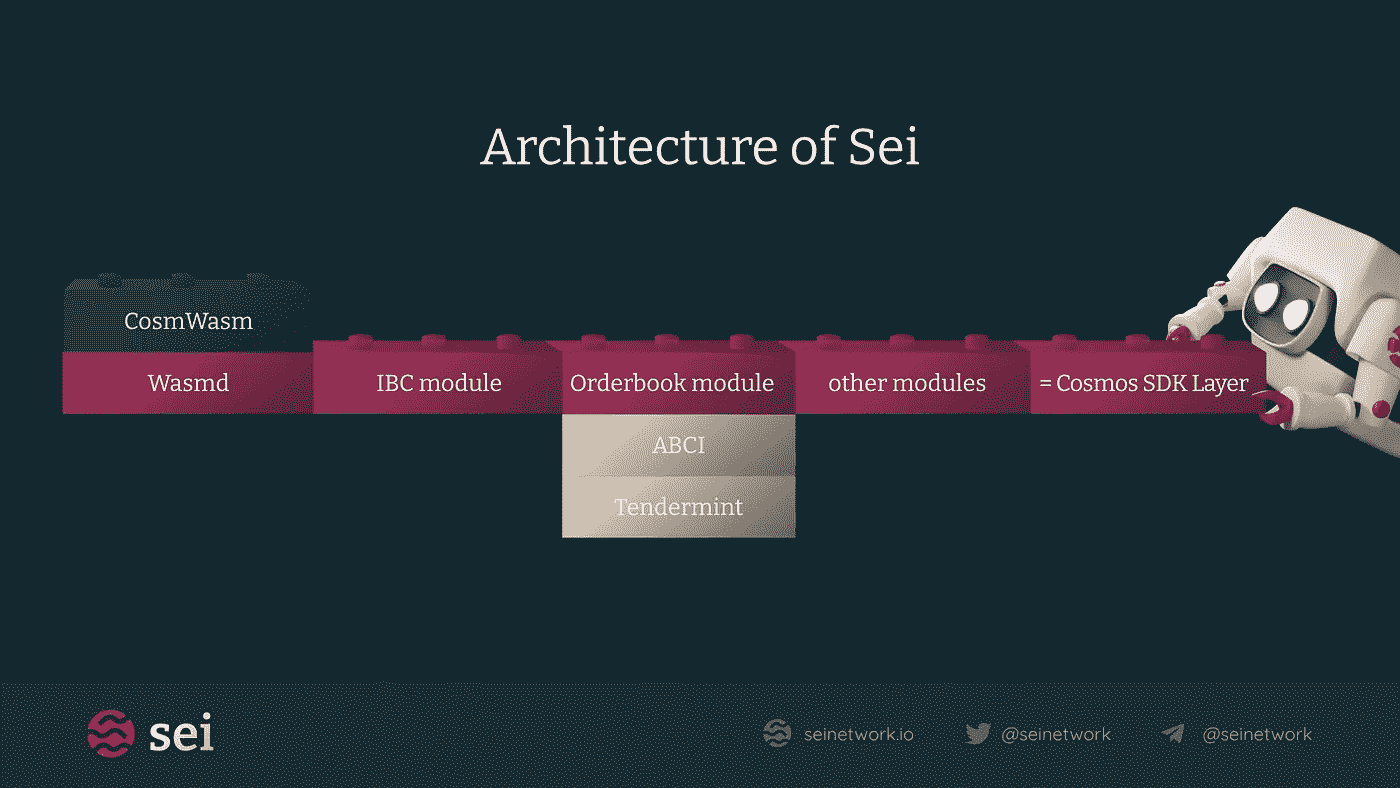 Architecture of Sei
CosmWasm
Wasmd
IBC module
Orderbook module
other modules
= Cosmos SDK Layer
ABCI
Tendermint
sei
seinetwork.io
@seinetwork
@seinetwork